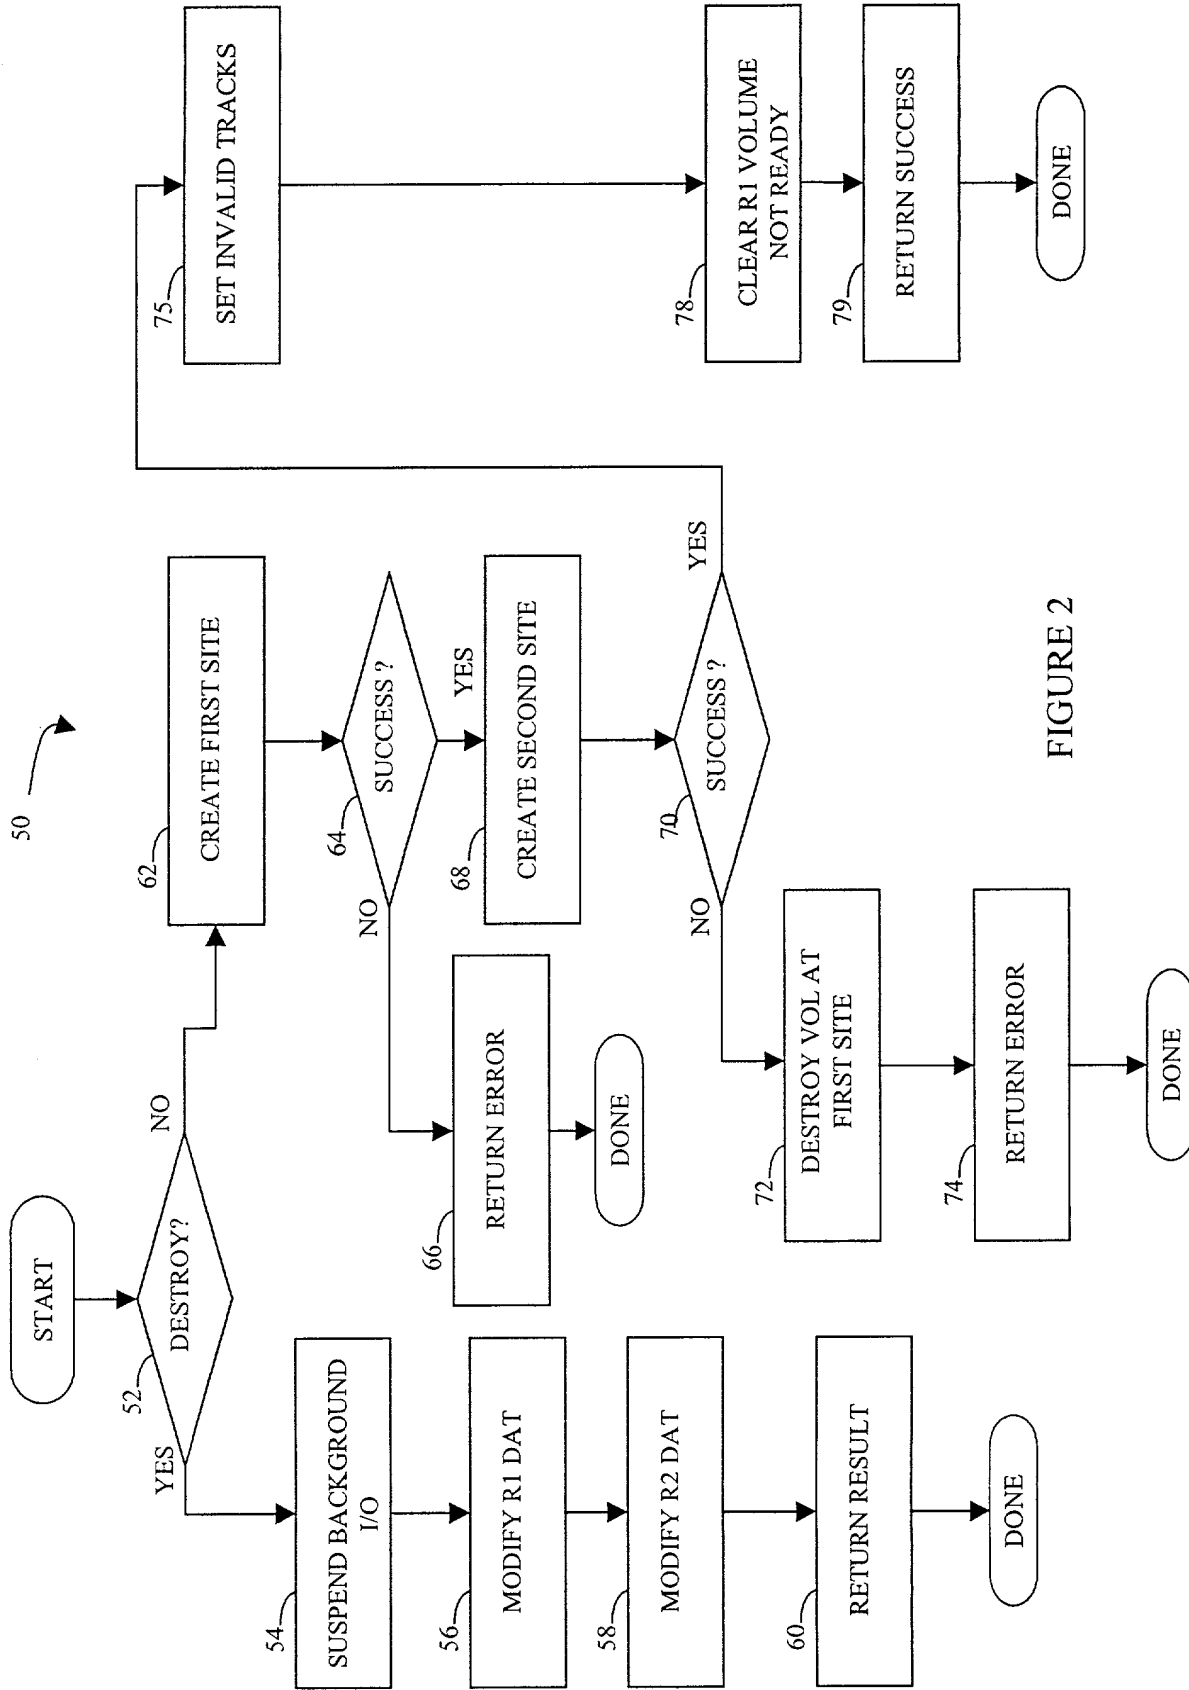 50
START
52
DESTROY?
YES
NO
54
SUSPEND BACKGROUND
I/O
56
MODIFY R1 DAT
58
MODIFY R2 DAT
60
RETURN RESULT
DONE
62
CREATE FIRST SITE
64
SUCCESS ?
NO
YES
66
RETURN ERROR
DONE
68
CREATE SECOND SITE
70
SUCCESS ?
NO
YES
72
DESTROY VOL AT
FIRST SITE
74
RETURN ERROR
DONE
75
SET INVALID TRACKS
78
CLEAR R1 VOLUME
NOT READY
79
RETURN SUCCESS
DONE
FIGURE 2